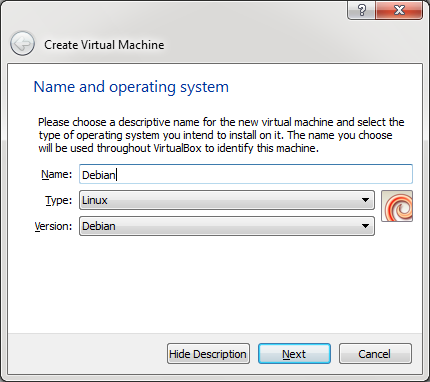 ?
Create Virtual Machine
Name and operating system
Please choose a descriptive name for the new virtual machine and select the
type of operating system you intend to install on it. The name you choose
will be used throughout VirtualBox to identify this machine.
Name: Debian
Type: Linux
Version: Debian
Hide Description Next Cancel